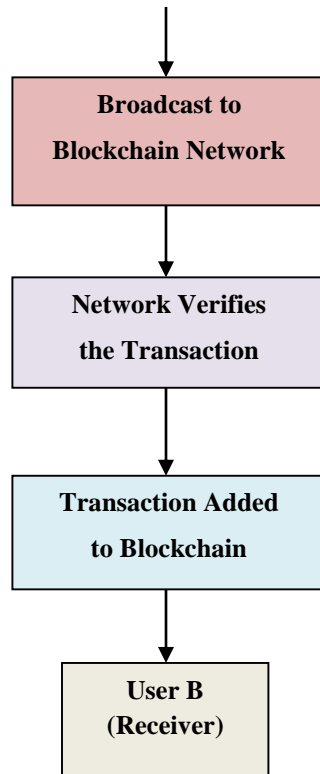 Broadcast to
Blockchain Network
Network Verifies
the Transaction
Transaction Added
to Blockchain
User B
(Receiver)